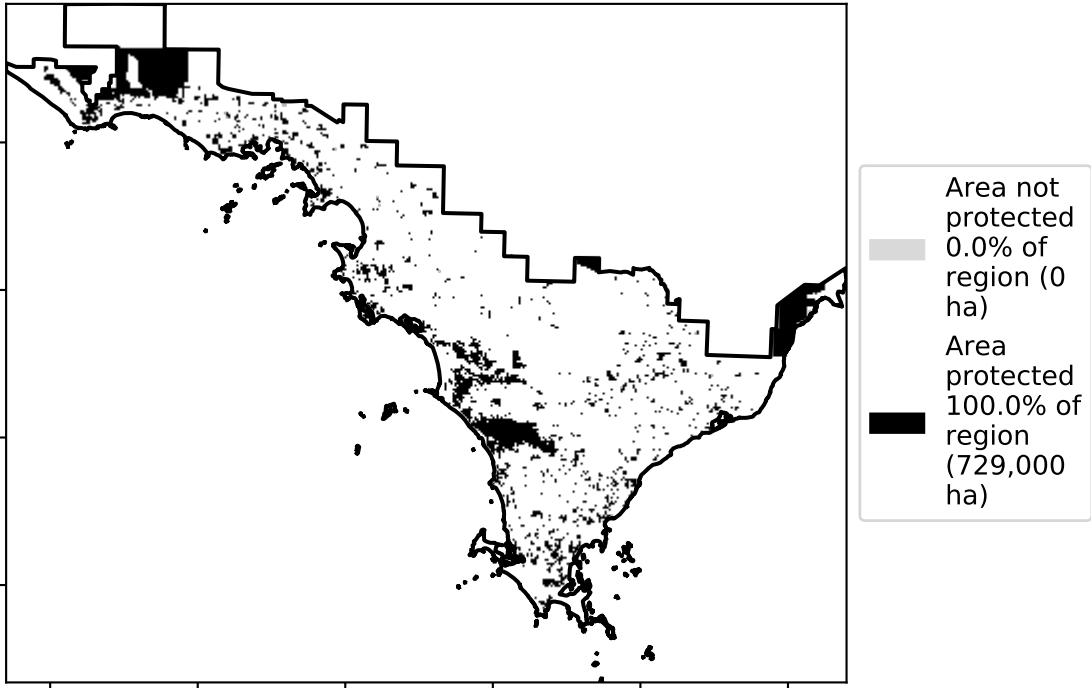 Area not
protected
0.0% of
region (0
ha)
Area
protected
100.0% of
region
(729,000
ha)